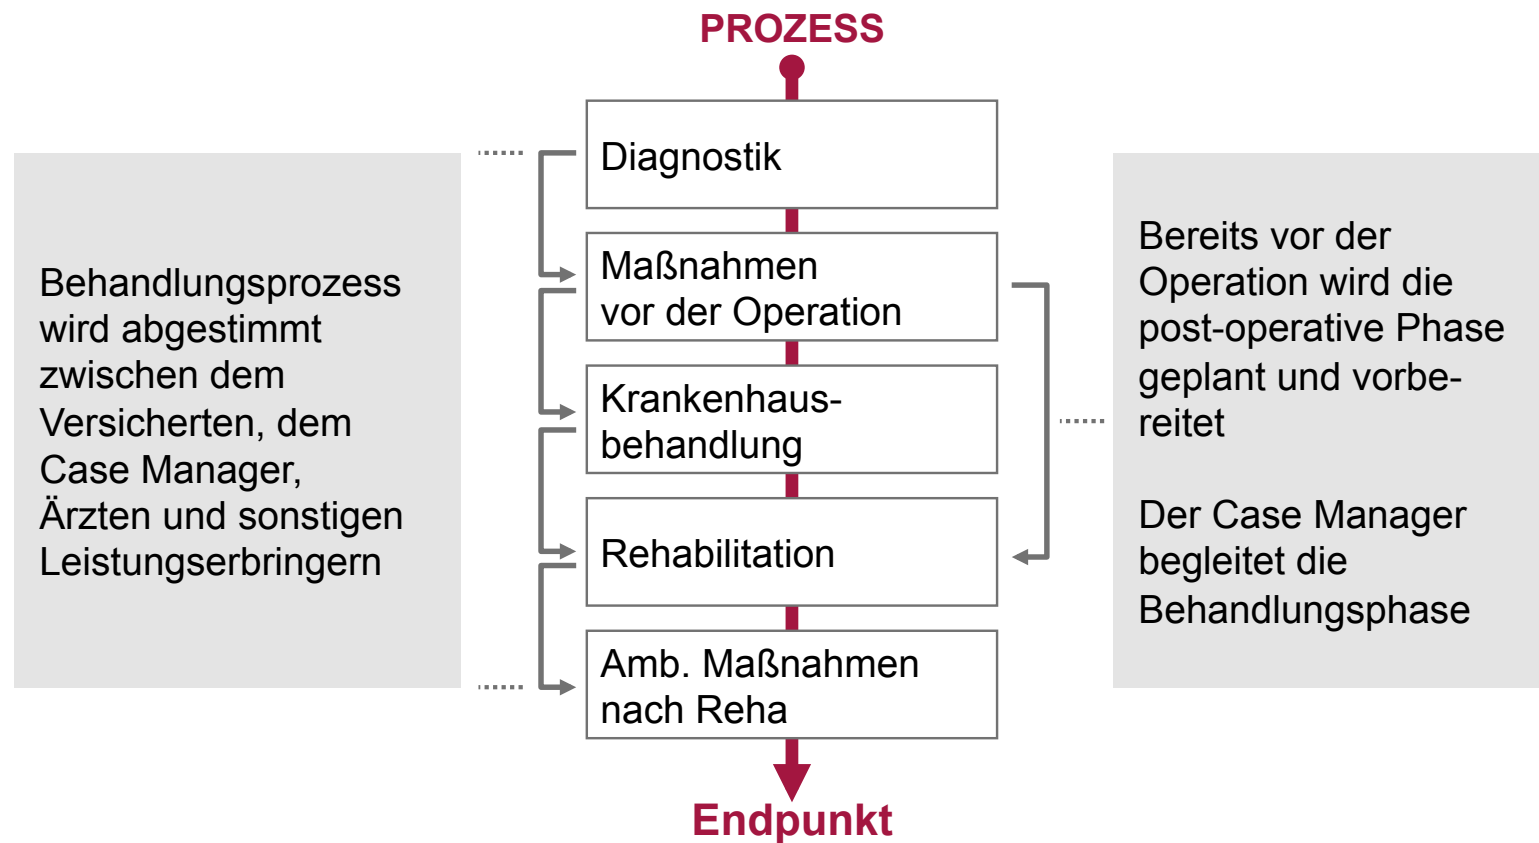 PROZESS
Behandlungsprozess
wird abgestimmt
zwischen dem
Versicherten, dem
Case Manager,
Ärzten und sonstigen
Leistungserbringern
Diagnostik
Maßnahmen
vor der Operation
Krankenhaus-
behandlung
Rehabilitation
Amb. Maßnahmen
nach Reha
Bereits vor der
Operation wird die
post-operative Phase
geplant und vorbe-
reitet
Der Case Manager
begleitet die
Behandlungsphase
Endpunkt